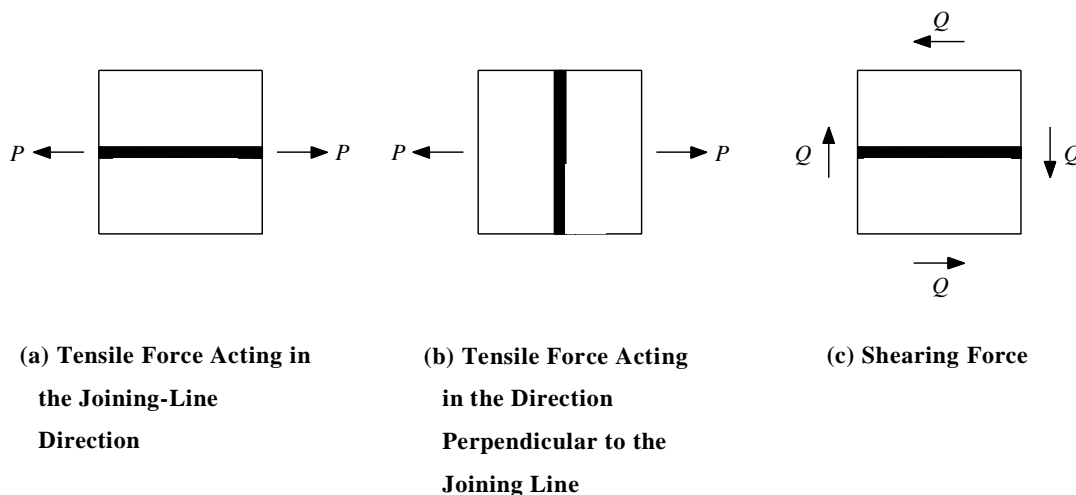 Q
P
P
P
P
Q
Q
Q
(a) Tensile Force Acting in
the Joining-Line
Direction
(b) Tensile Force Acting
in the Direction
Perpendicular to the
Joining Line
(c) Shearing Force